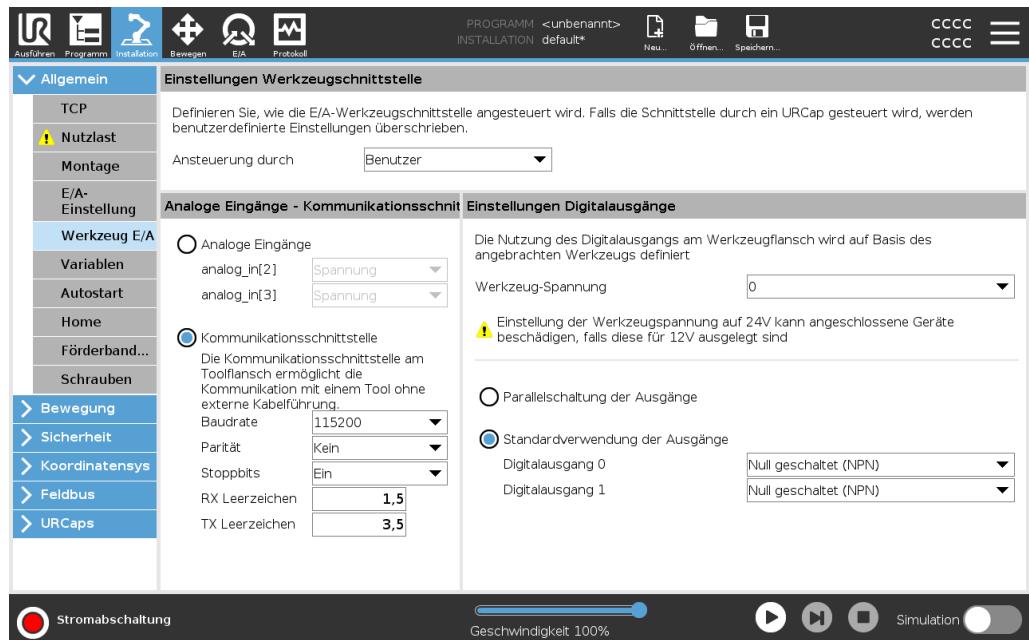 UR
PROGRAMM <unbenannt>
INSTALLATION default*
CCCC
CCCC
Ausführen Programm Installation Bewegen E/A Protokoll Neu... Öffnen... Speichern...
Allgemein
TCP
Nutzlast
Montage
E/A-
Einstellung
Werkzeug E/A
Variablen
Autostart
Home
Förderband...
Schrauben
Bewegung
Sicherheit
Koordinatensys
Feldbus
URCaps
Einstellungen Werkzeugschnittstelle
Definieren Sie, wie die E/A-Werkzeugschnittstelle angesteuert wird. Falls die Schnittstelle durch ein URCap gesteuert wird, werden
benutzerdefinierte Einstellungen überschrieben.
Ansteuerung durch Benutzer
Analoge Eingänge - Kommunikationsschnit
Analoge Eingänge
analog_in[2] Spannung
analog_in[3] Spannung
Kommunikationsschnittstelle
Die Kommunikationsschnittstelle am
Toolflansch ermöglicht die
Kommunikation mit einem Tool ohne
externe Kabelführung.
Baudrate 115200
Parität Kein
Stoppbits Ein
RX Leerzeichen 1,5
TX Leerzeichen 3,5
Einstellungen Digitalausgänge
Die Nutzung des Digitalausgangs am Werkzeugflansch wird auf Basis des
angebrachten Werkzeugs definiert
Werkzeug-Spannung 0
Einstellung der Werkzeugspannung auf 24V kann angeschlossene Geräte
beschädigen, falls diese für 12V ausgelegt sind
Parallelschaltung der Ausgänge
Standardverwendung der Ausgänge
Digitalausgang 0 Null geschaltet (NPN)
Digitalausgang 1 Null geschaltet (NPN)
Stromabschaltung
Geschwindigkeit 100%
Simulation